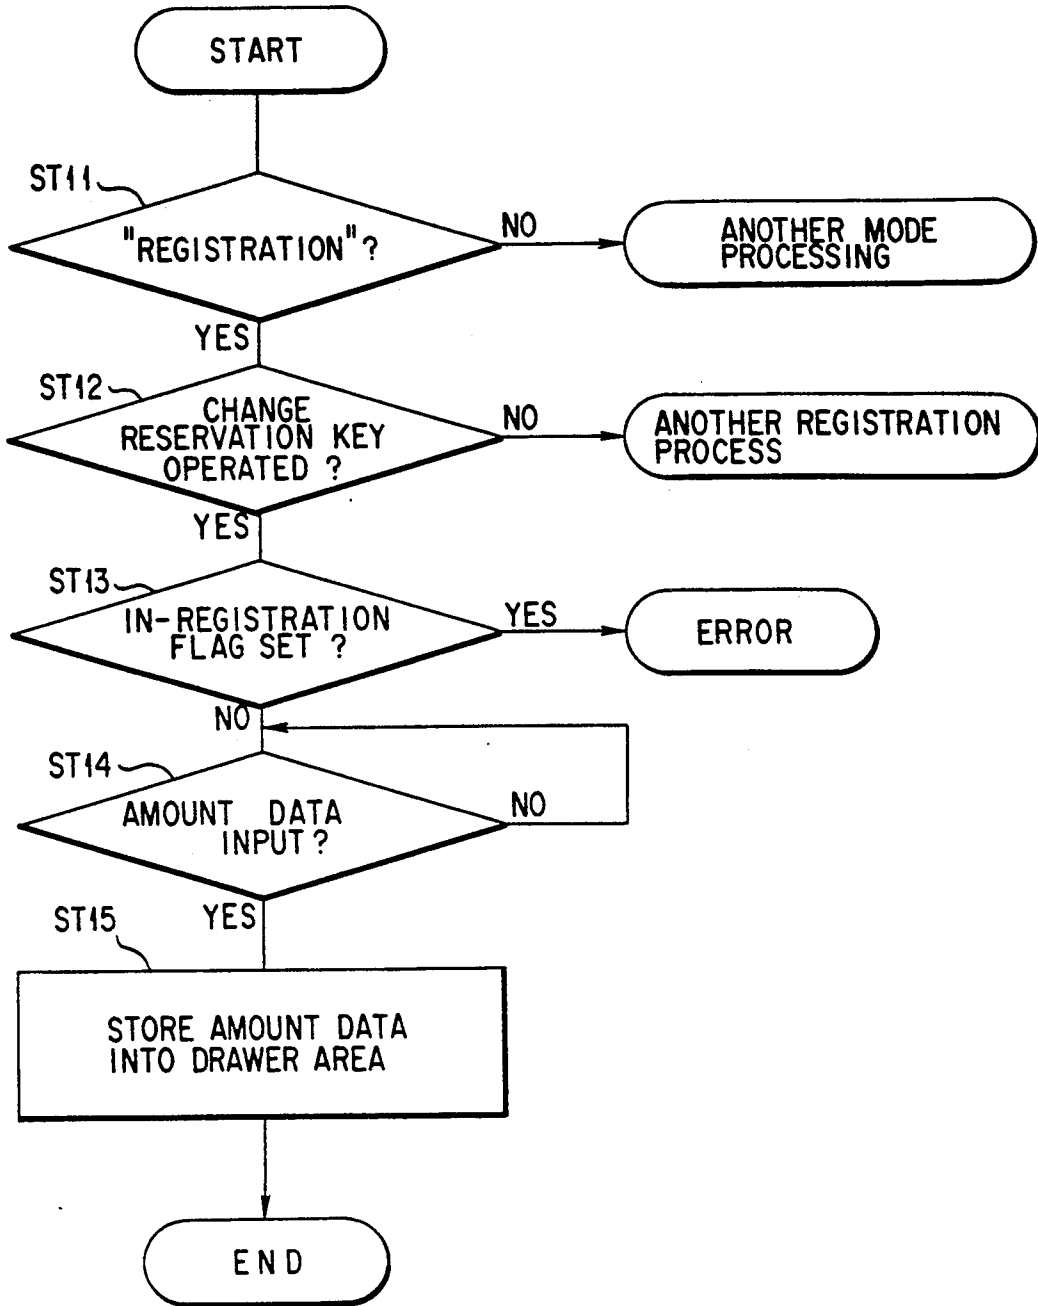 START
ST11
"REGISTRATION"?
NO
ANOTHER MODE
PROCESSING
YES
ST12
CHANGE
RESERVATION KEY
OPERATED ?
NO
ANOTHER REGISTRATION
PROCESS
YES
ST13
IN-REGISTRATION
FLAG SET ?
YES
ERROR
NO
ST14
AMOUNT DATA
INPUT ?
NO
YES
ST15
STORE AMOUNT DATA
INTO DRAWER AREA
END